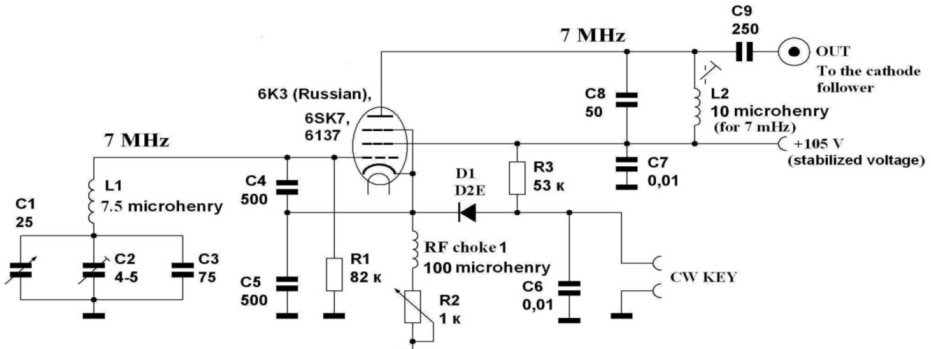 C9
250
7 MHz
OUT
To the cathode
follower
6K3 (Russian),
6SK7,
6137
C8
50
L2
10 microhenry
(for 7 mHz)
7 MHz
+105 V
(stabilized voltage)
C7
0,01
R3
53 к
D1
D2E
C4
500
L1
7.5 microhenry
C1
25
C2
4-5
C3
75
C5
500
R1
82 к
RF choke 1
100 microhenry
R2
1 к
C6
0,01
CW KEY